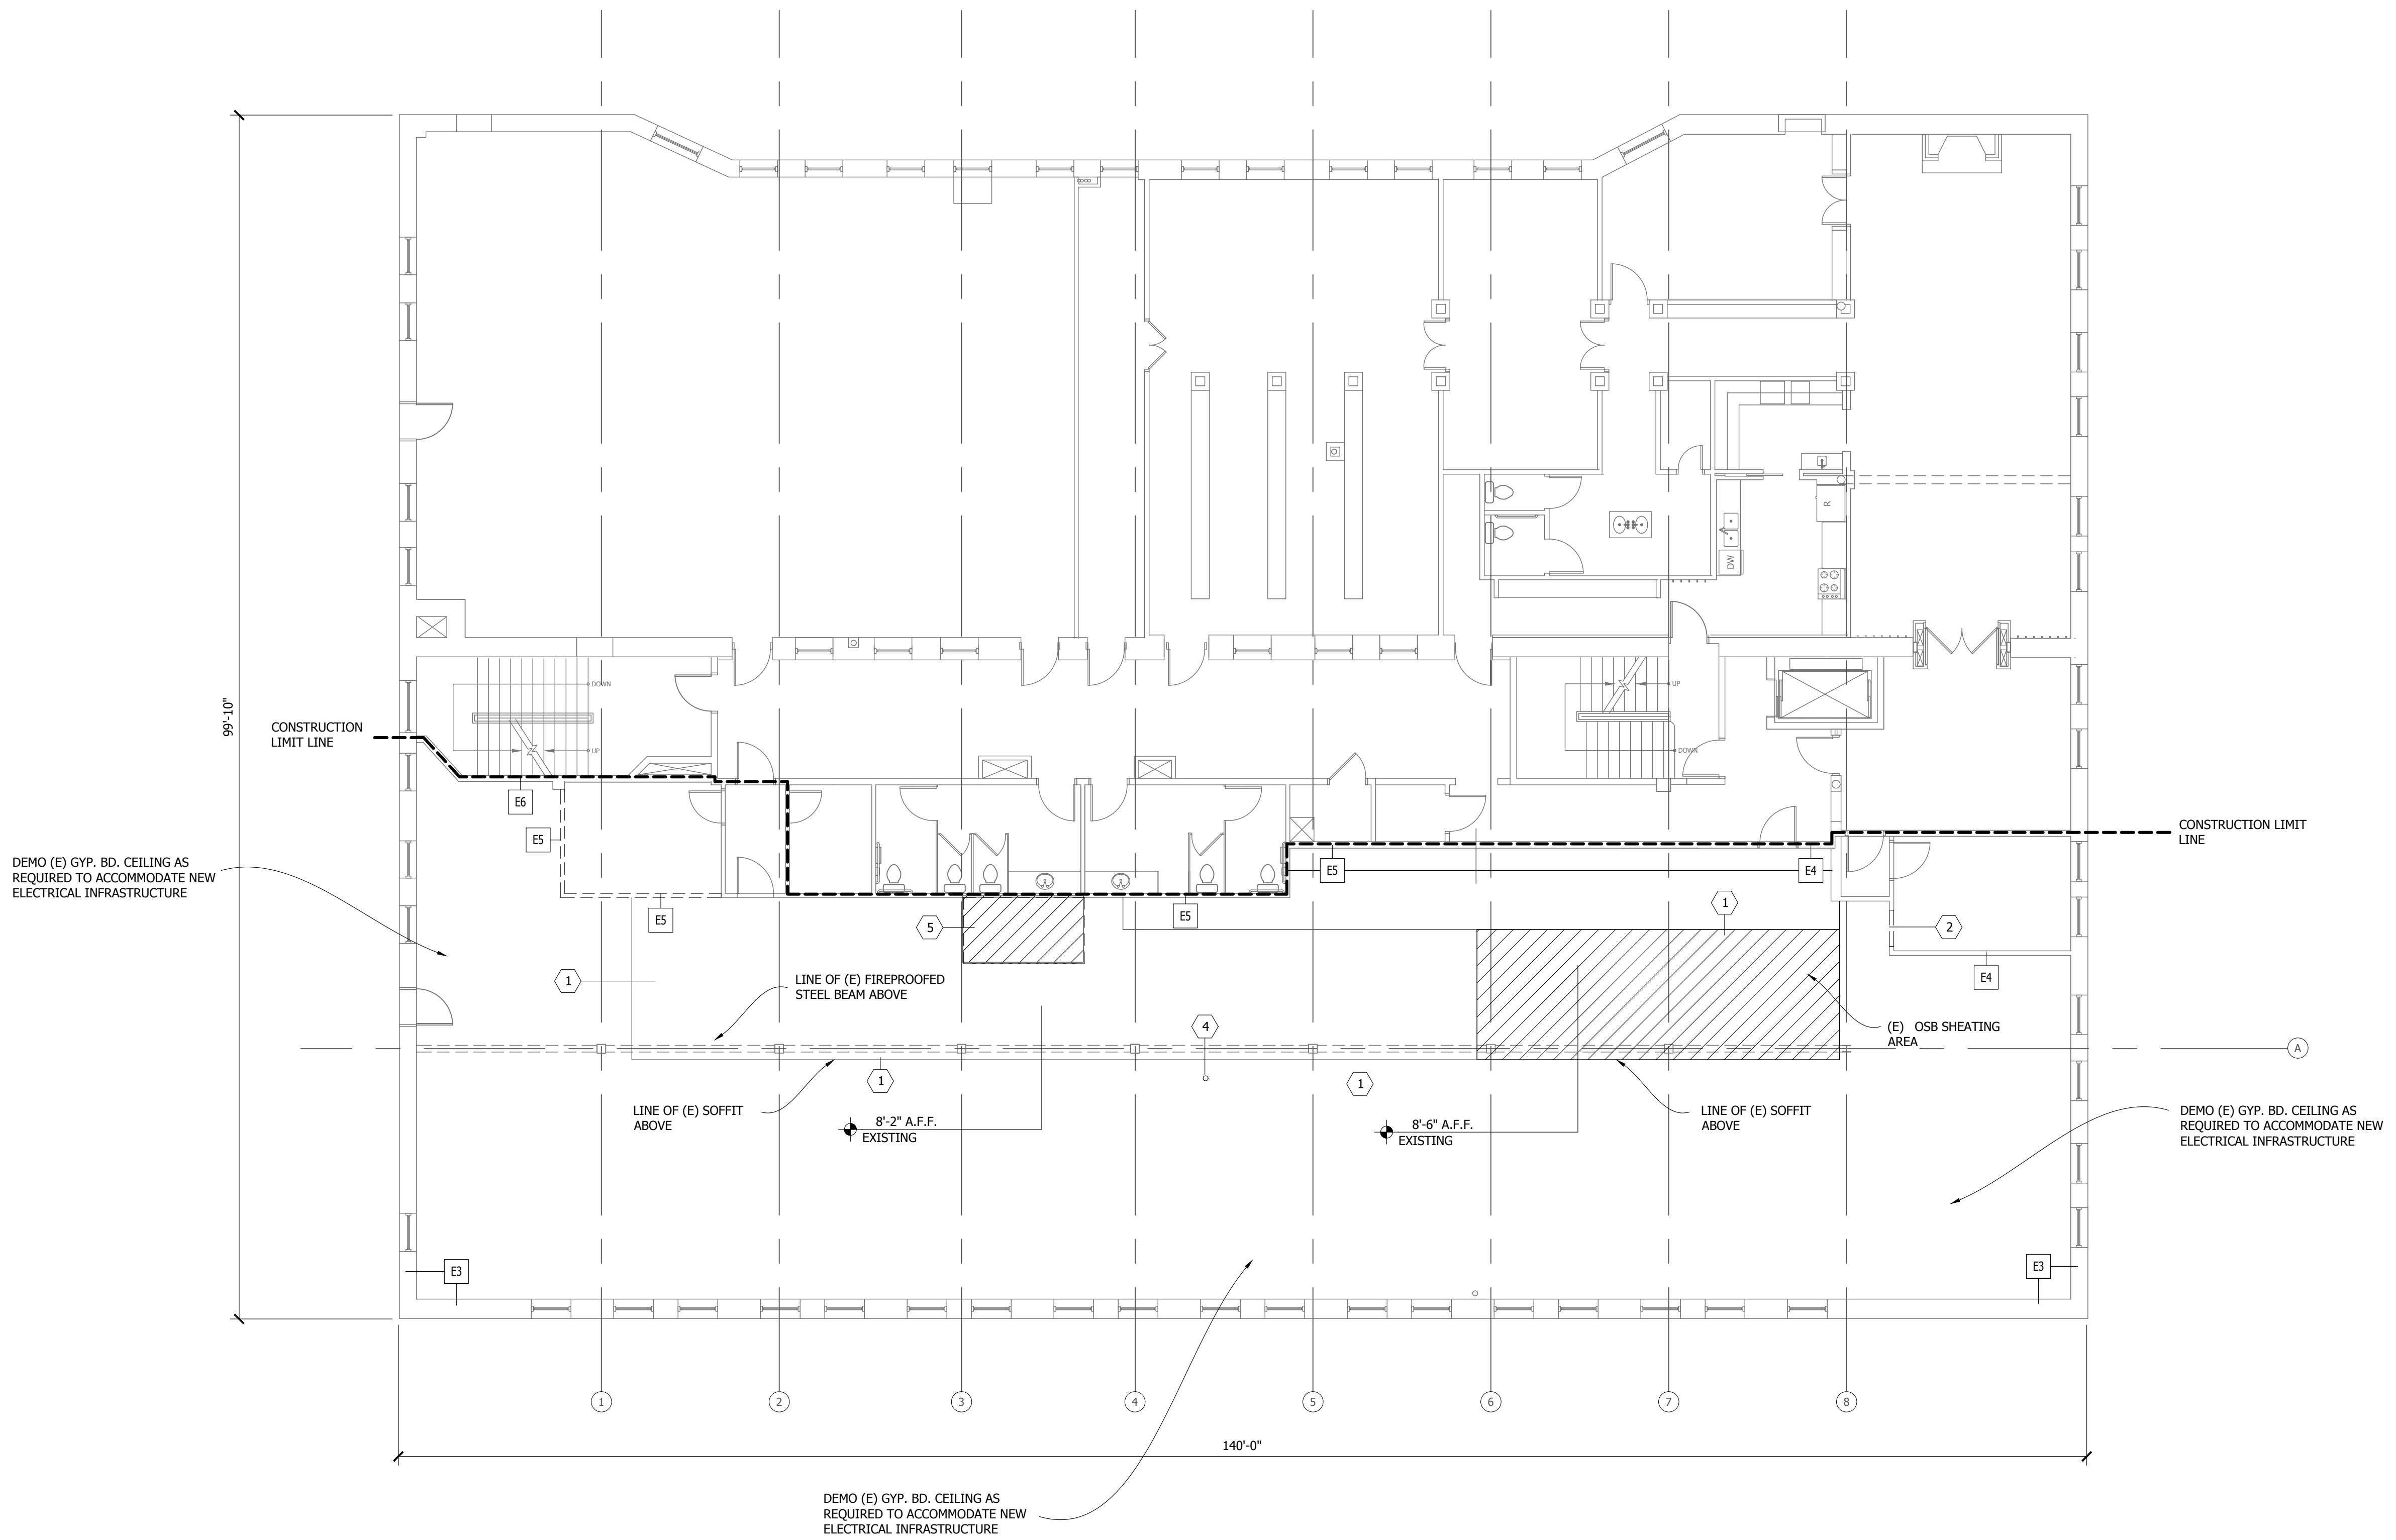 DOWN
UP
UP
DOWN
R
DW
99'-10"
CONSTRUCTION
LIMIT LINE
CONSTRUCTION LIMIT
LINE
E6
E5
E5
E5
E5
E4
DEMO (E) GYP. BD. CEILING AS
REQUIRED TO ACCOMMODATE NEW
ELECTRICAL INFRASTRUCTURE
1
5
2
E4
1
LINE OF (E) FIREPROOFED
STEEL BEAM ABOVE
4
(E) OSB SHEATING
AREA
A
1
1
LINE OF (E) SOFFIT
ABOVE
8'-2" A.F.F.
EXISTING
8'-6" A.F.F.
EXISTING
LINE OF (E) SOFFIT
ABOVE
DEMO (E) GYP. BD. CEILING AS
REQUIRED TO ACCOMMODATE NEW
ELECTRICAL INFRASTRUCTURE
E3
E3
1
2
3
4
5
6
7
8
140'-0"
DEMO (E) GYP. BD. CEILING AS
REQUIRED TO ACCOMMODATE NEW
ELECTRICAL INFRASTRUCTURE